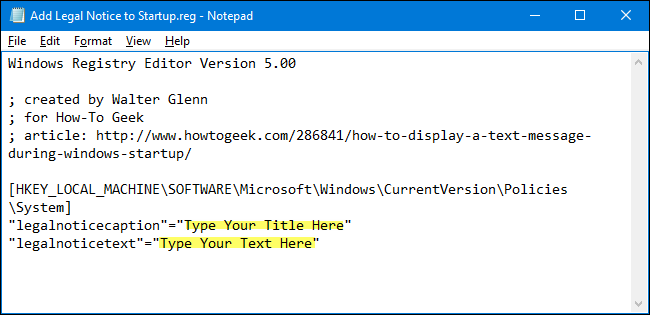 Add Legal Notice to Startup.reg - Notepad
File Edit Format View Help
Windows Registry Editor Version 5.00
; created by Walter Glenn
; for How-To Geek
; article: http://www.howtogeek.com/286841/how-to-display-a-text-message-
during-windows-startup/
[HKEY_LOCAL_MACHINE\SOFTWARE\Microsoft\Windows\CurrentVersion\Policies
\System]
"legalnoticecaption"="Type Your Title Here"
"legalnoticetext"="Type Your Text Here"